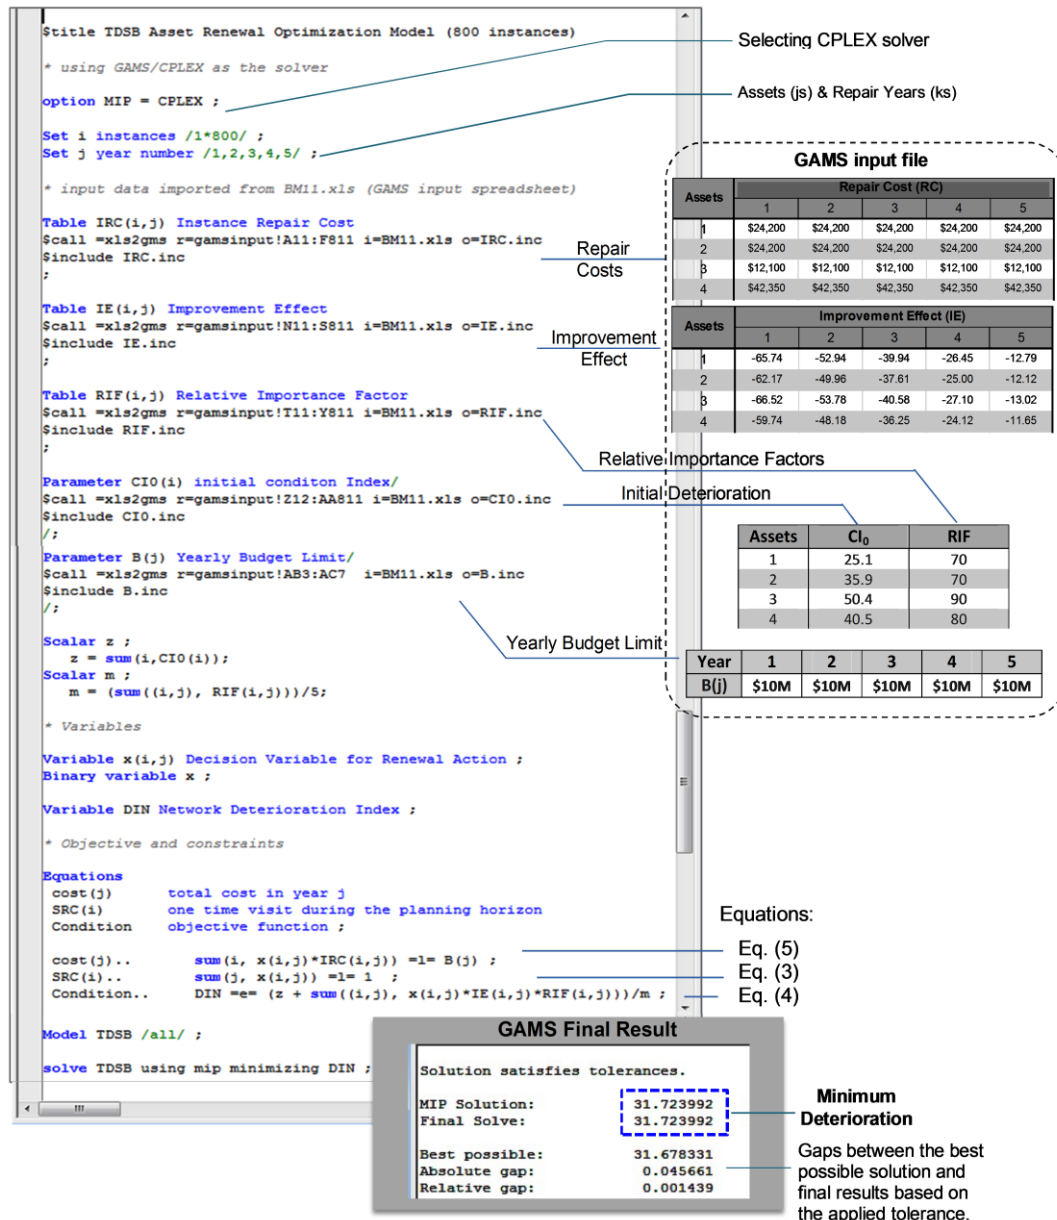 $title TDSB Asset Renewal Optimization Model (800 instances)
* using GAMS/CPLEX as the solver
option MIP = CPLEX ;
Set i instances /1*800/ ;
Set j year number /1,2,3,4,5/ ;
* input data imported from BM11.xls (GAMS input spreadsheet)
Table IRC(i,j) Instance Repair Cost
$call =xls2gms r=gamsinput!A11:F811 i=BM11.xls o=IRC.inc
$include IRC.inc
;
Table IE(i,j) Improvement Effect
$call =xls2gms r=gamsinput!N11:S811 i=BM11.xls o=IE.inc
$include IE.inc
;
Table RIF(i,j) Relative Importance Factor
$call =xls2gms r=gamsinput!T11:Y811 i=BM11.xls o=RIF.inc
$include RIF.inc
;
Parameter CI0(i) initial conditon Index/
$call =xls2gms r=gamsinput!Z12:AA811 i=BM11.xls o=CI0.inc
$include CI0.inc
/;
Parameter B(j) Yearly Budget Limit/
$call =xls2gms r=gamsinput!AB3:AC7 i=BM11.xls o=B.inc
$include B.inc
/;
Scalar z ;
z = sum(i,CI0(i));
Scalar m ;
m = (sum((i,j), RIF(i,j)))/5;
* Variables
Variable x(i,j) Decision Variable for Renewal Action ;
Binary variable x ;
Variable DIN Network Deterioration Index ;
* Objective and constraints
Equations
cost(j) total cost in year j
SRC(i) one time visit during the planning horizon
Condition objective function ;
cost(j).. sum(i, x(i,j)*IRC(i,j)) =l= B(j) ;
SRC(i).. sum(j, x(i,j)) =l= 1 ;
Condition.. DIN =e= (z + sum((i,j), x(i,j)*IE(i,j)*RIF(i,j)))/m ;
Model TDSB /all/ ;
solve TDSB using mip minimizing DIN ;
Selecting CPLEX solver
Assets (js) & Repair Years (ks)
Repair
Costs
Improvement
Effect
Relative Importance Factors
Initial Deterioration
Yearly Budget Limit
GAMS input file
Assets Repair Cost (RC)
1 2 3 4 5
1 $24,200 $24,200 $24,200 $24,200 $24,200
2 $24,200 $24,200 $24,200 $24,200 $24,200
3 $12,100 $12,100 $12,100 $12,100 $12,100
4 $42,350 $42,350 $42,350 $42,350 $42,350
Assets Improvement Effect (IE)
1 2 3 4 5
1 -65.74 -52.94 -39.94 -26.45 -12.79
2 -62.17 -49.96 -37.61 -25.00 -12.12
3 -66.52 -53.78 -40.58 -27.10 -13.02
4 -59.74 -48.18 -36.25 -24.12 -11.65
Assets CI0 RIF
1 25.1 70
2 35.9 70
3 50.4 90
4 40.5 80
Year 1 2 3 4 5
B(j) $10M $10M $10M $10M $10M
Equations:
Eq. (5)
Eq. (3)
Eq. (4)
GAMS Final Result
Solution satisfies tolerances.
MIP Solution: 31.723992
Final Solve: 31.723992
Best possible: 31.678331
Absolute gap: 0.045661
Relative gap: 0.001439
Minimum
Deterioration
Gaps between the best
possible solution and
final results based on
the applied tolerance.